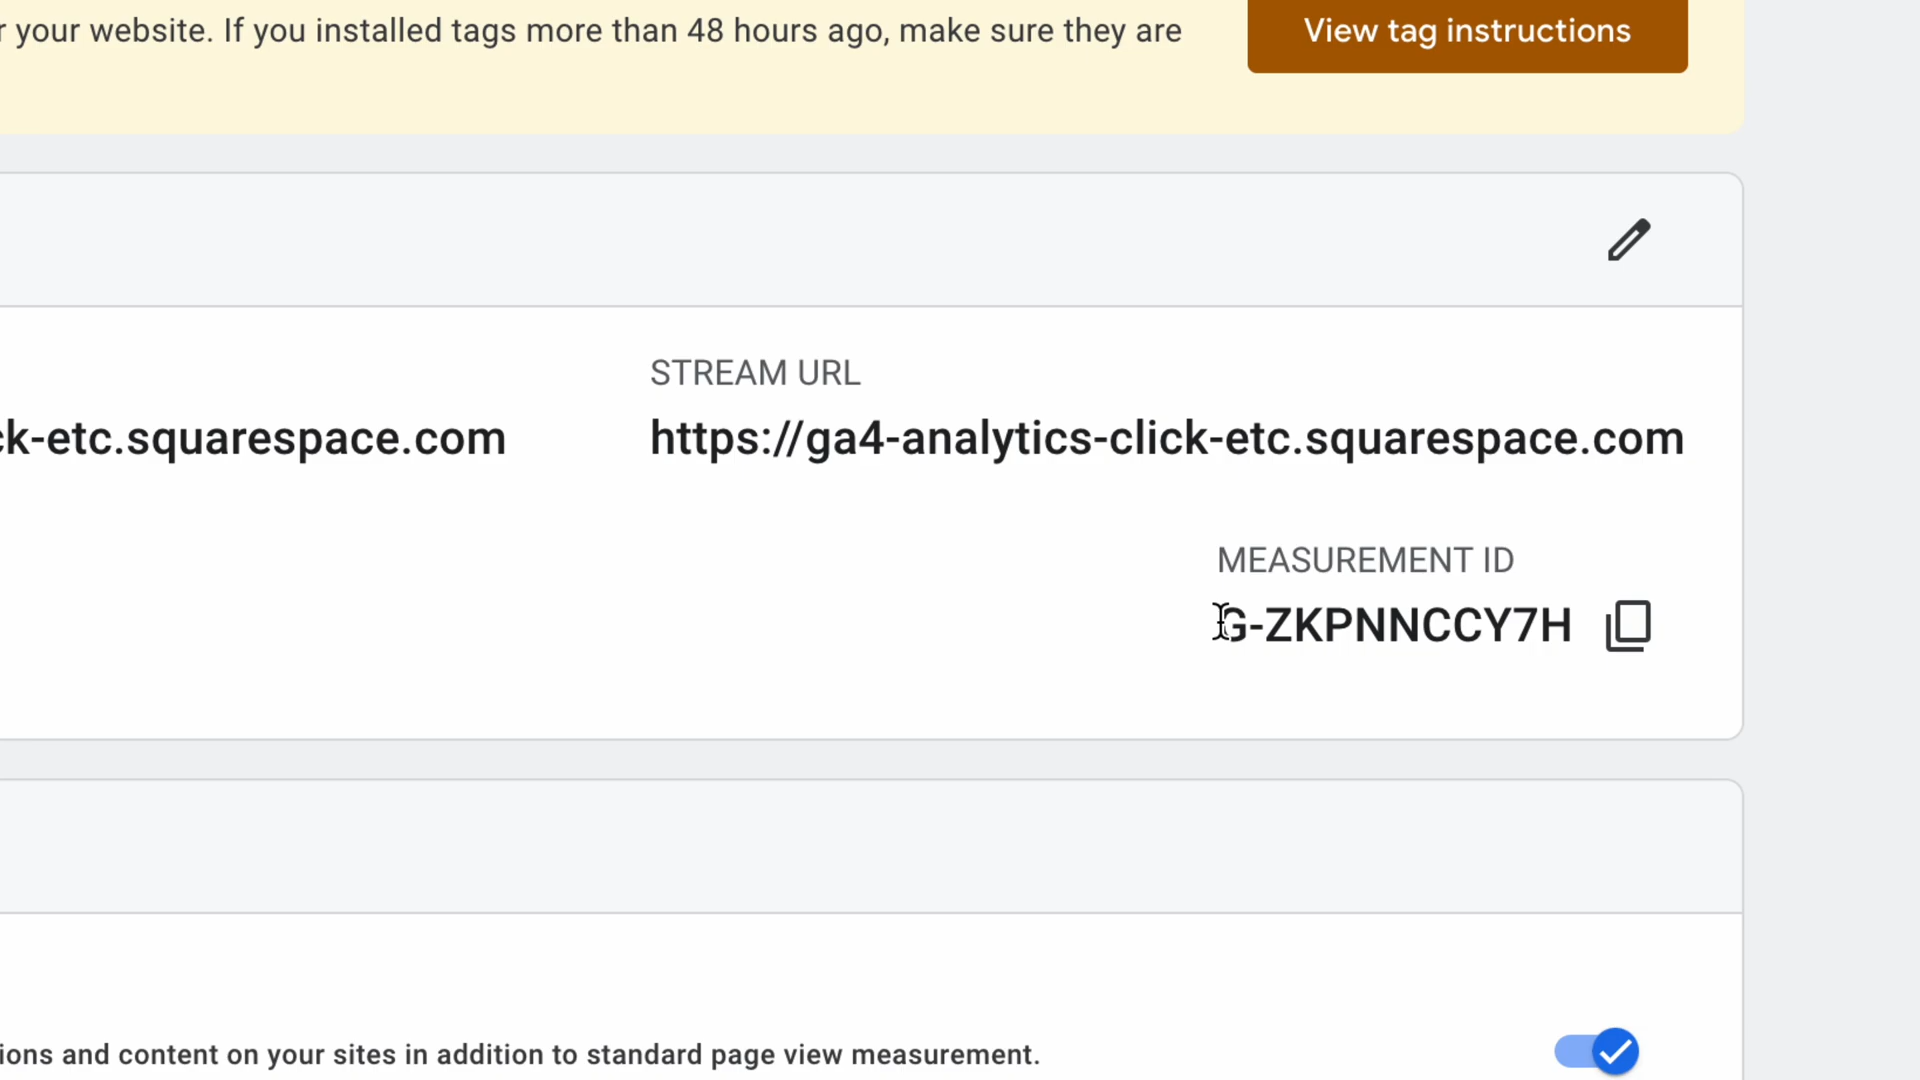 r your website. If you installed tags more than 48 hours ago, make sure they are
View tag instructions
STREAM URL
ck-etc.squarespace.com
https://ga4-analytics-click-etc.squarespace.com
MEASUREMENT ID
G-ZKPNNCCY7H
ions and content on your sites in addition to standard page view measurement.